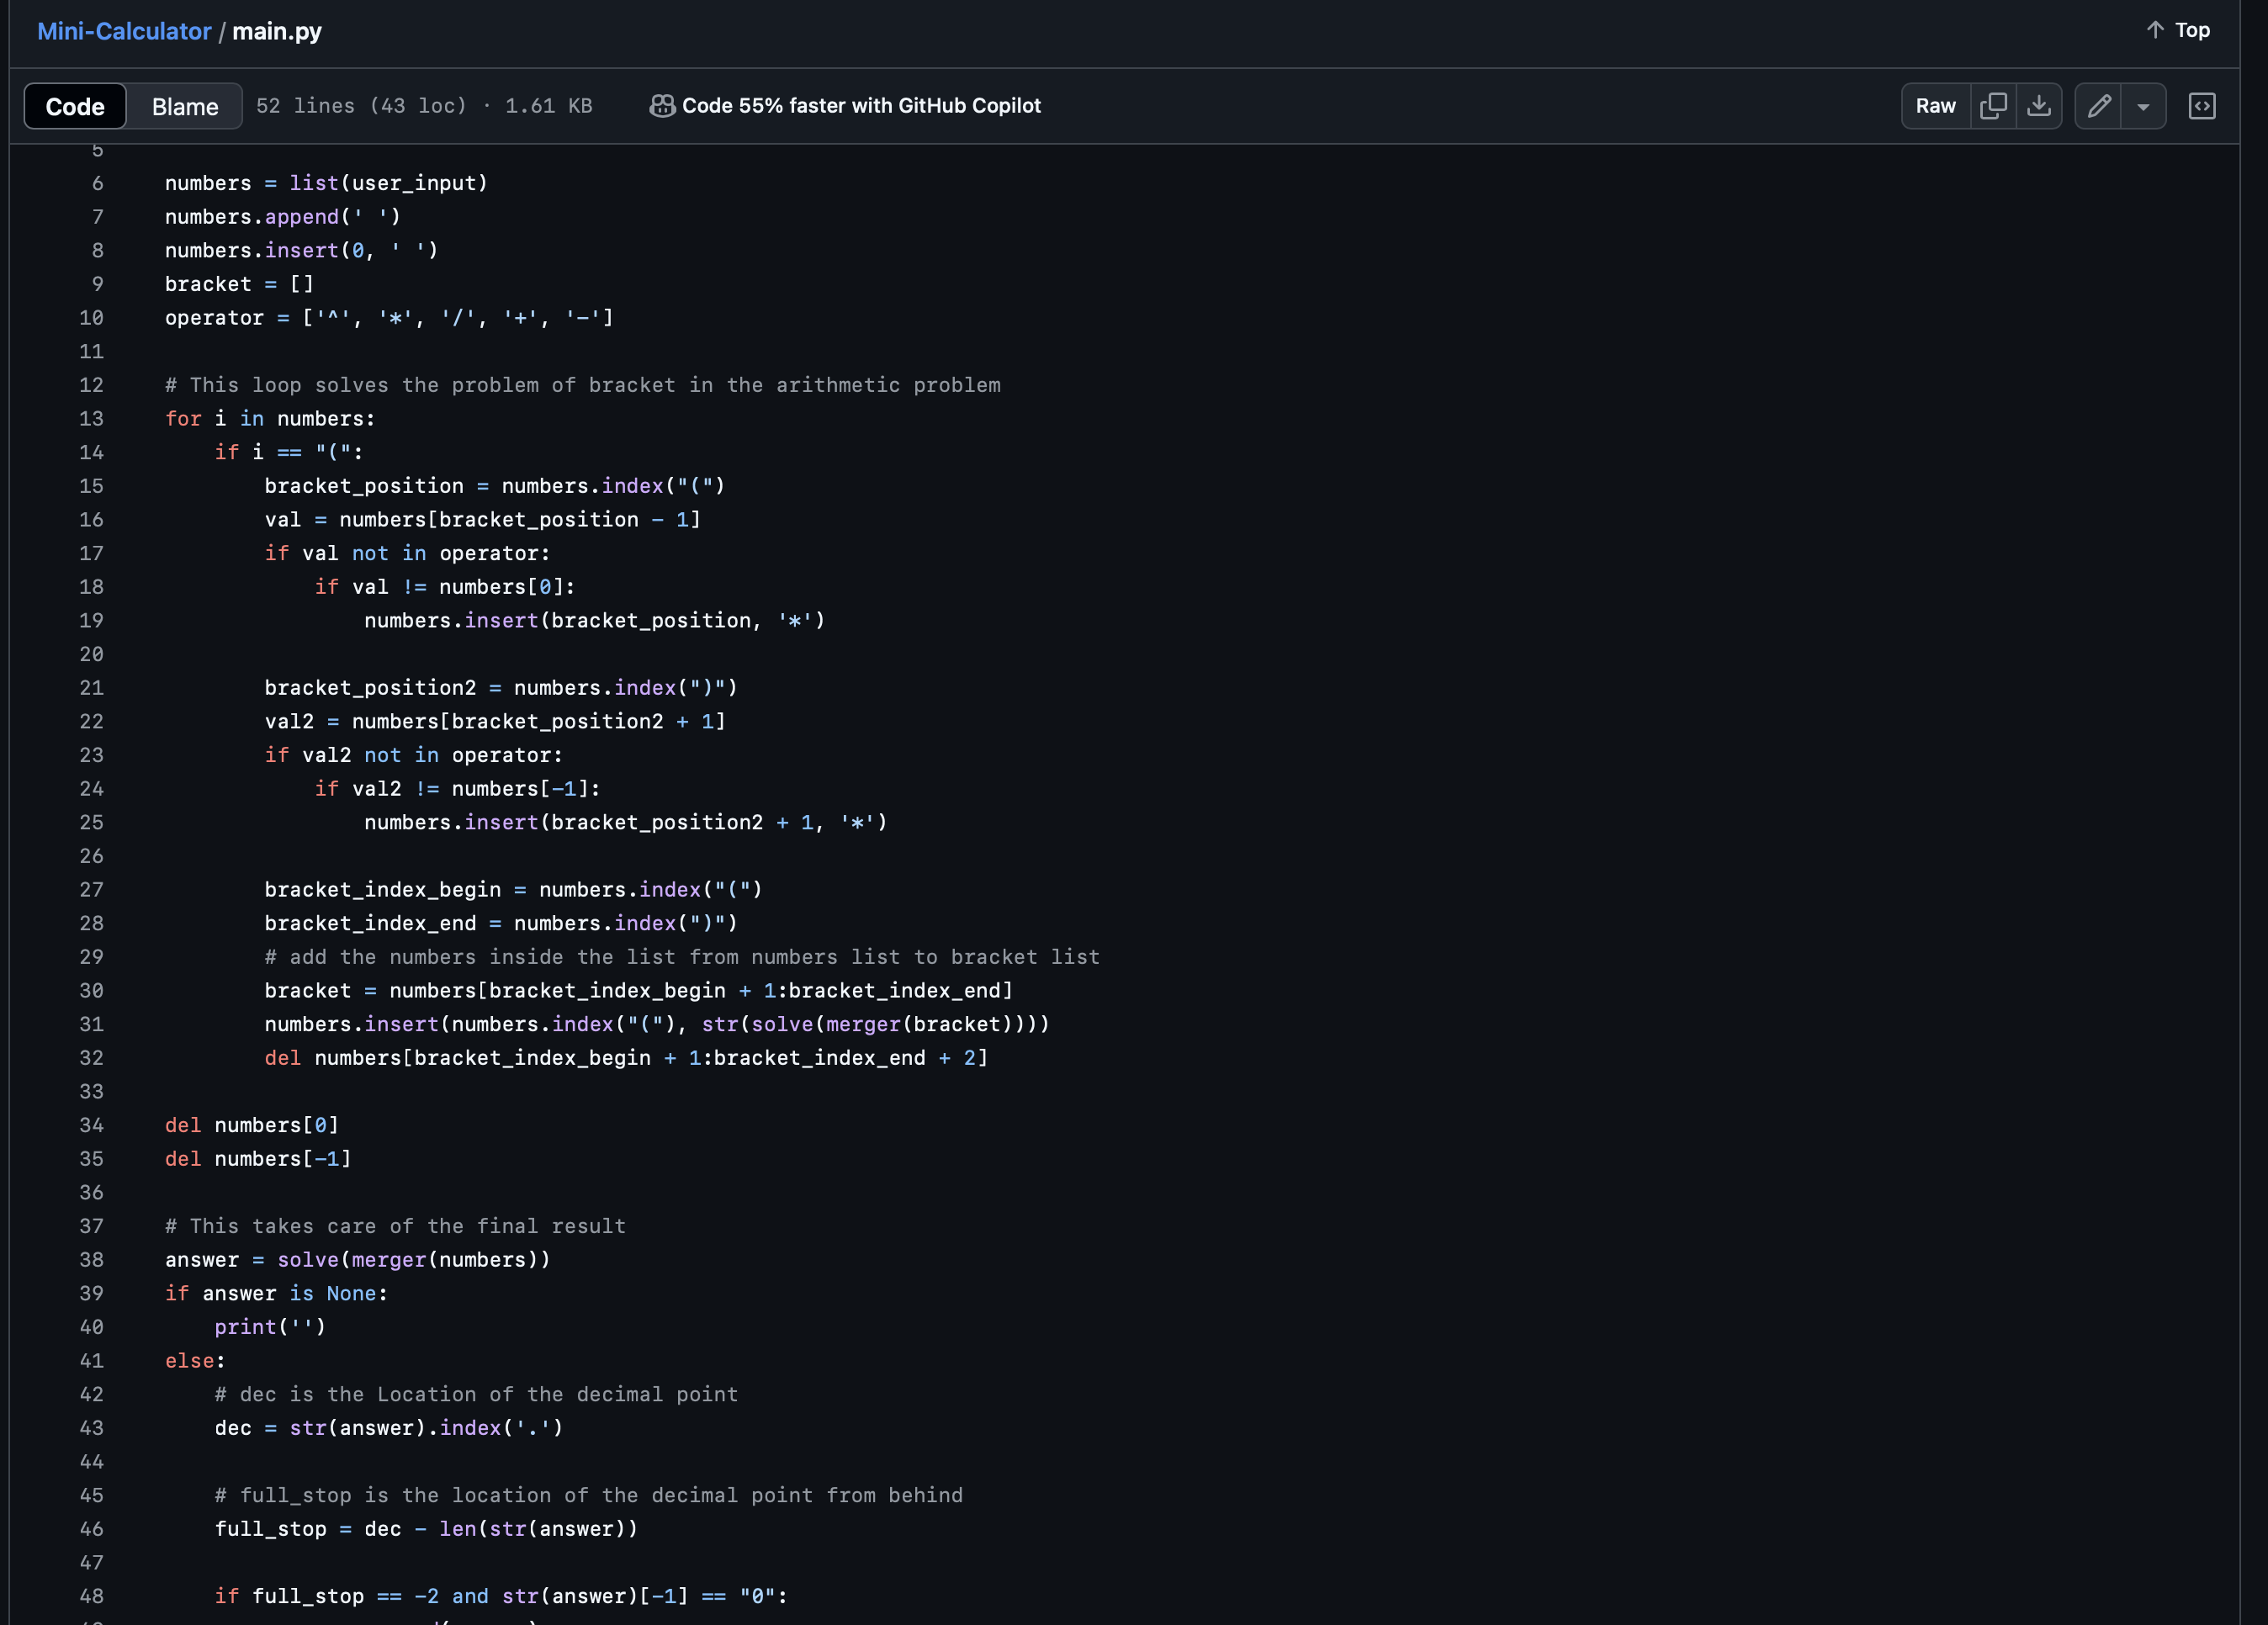 Mini-Calculator / main.py
Top
Code Blame 52 lines (43 loc) · 1.61 KB Code 55% faster with GitHub Copilot Raw
5
6 numbers = list(user_input)
7 numbers.append(' ')
8 numbers.insert(0, ' ')
9 bracket = []
10 operator = ['^', '*', '/', '+', '-']
11
12 # This loop solves the problem of bracket in the arithmetic problem
13 for i in numbers:
14     if i == "(":
15         bracket_position = numbers.index("(")
16         val = numbers[bracket_position - 1]
17         if val not in operator:
18             if val != numbers[0]:
19                 numbers.insert(bracket_position, '*')
20
21         bracket_position2 = numbers.index(")")
22         val2 = numbers[bracket_position2 + 1]
23         if val2 not in operator:
24             if val2 != numbers[-1]:
25                 numbers.insert(bracket_position2 + 1, '*')
26
27         bracket_index_begin = numbers.index("(")
28         bracket_index_end = numbers.index(")")
29         # add the numbers inside the list from numbers list to bracket list
30         bracket = numbers[bracket_index_begin + 1:bracket_index_end]
31         numbers.insert(numbers.index("("), str(solve(merger(bracket))))
32         del numbers[bracket_index_begin + 1:bracket_index_end + 2]
33
34 del numbers[0]
35 del numbers[-1]
36
37 # This takes care of the final result
38 answer = solve(merger(numbers))
39 if answer is None:
40     print('')
41 else:
42     # dec is the Location of the decimal point
43     dec = str(answer).index('.')
44
45     # full_stop is the location of the decimal point from behind
46     full_stop = dec - len(str(answer))
47
48     if full_stop == -2 and str(answer)[-1] == "0":